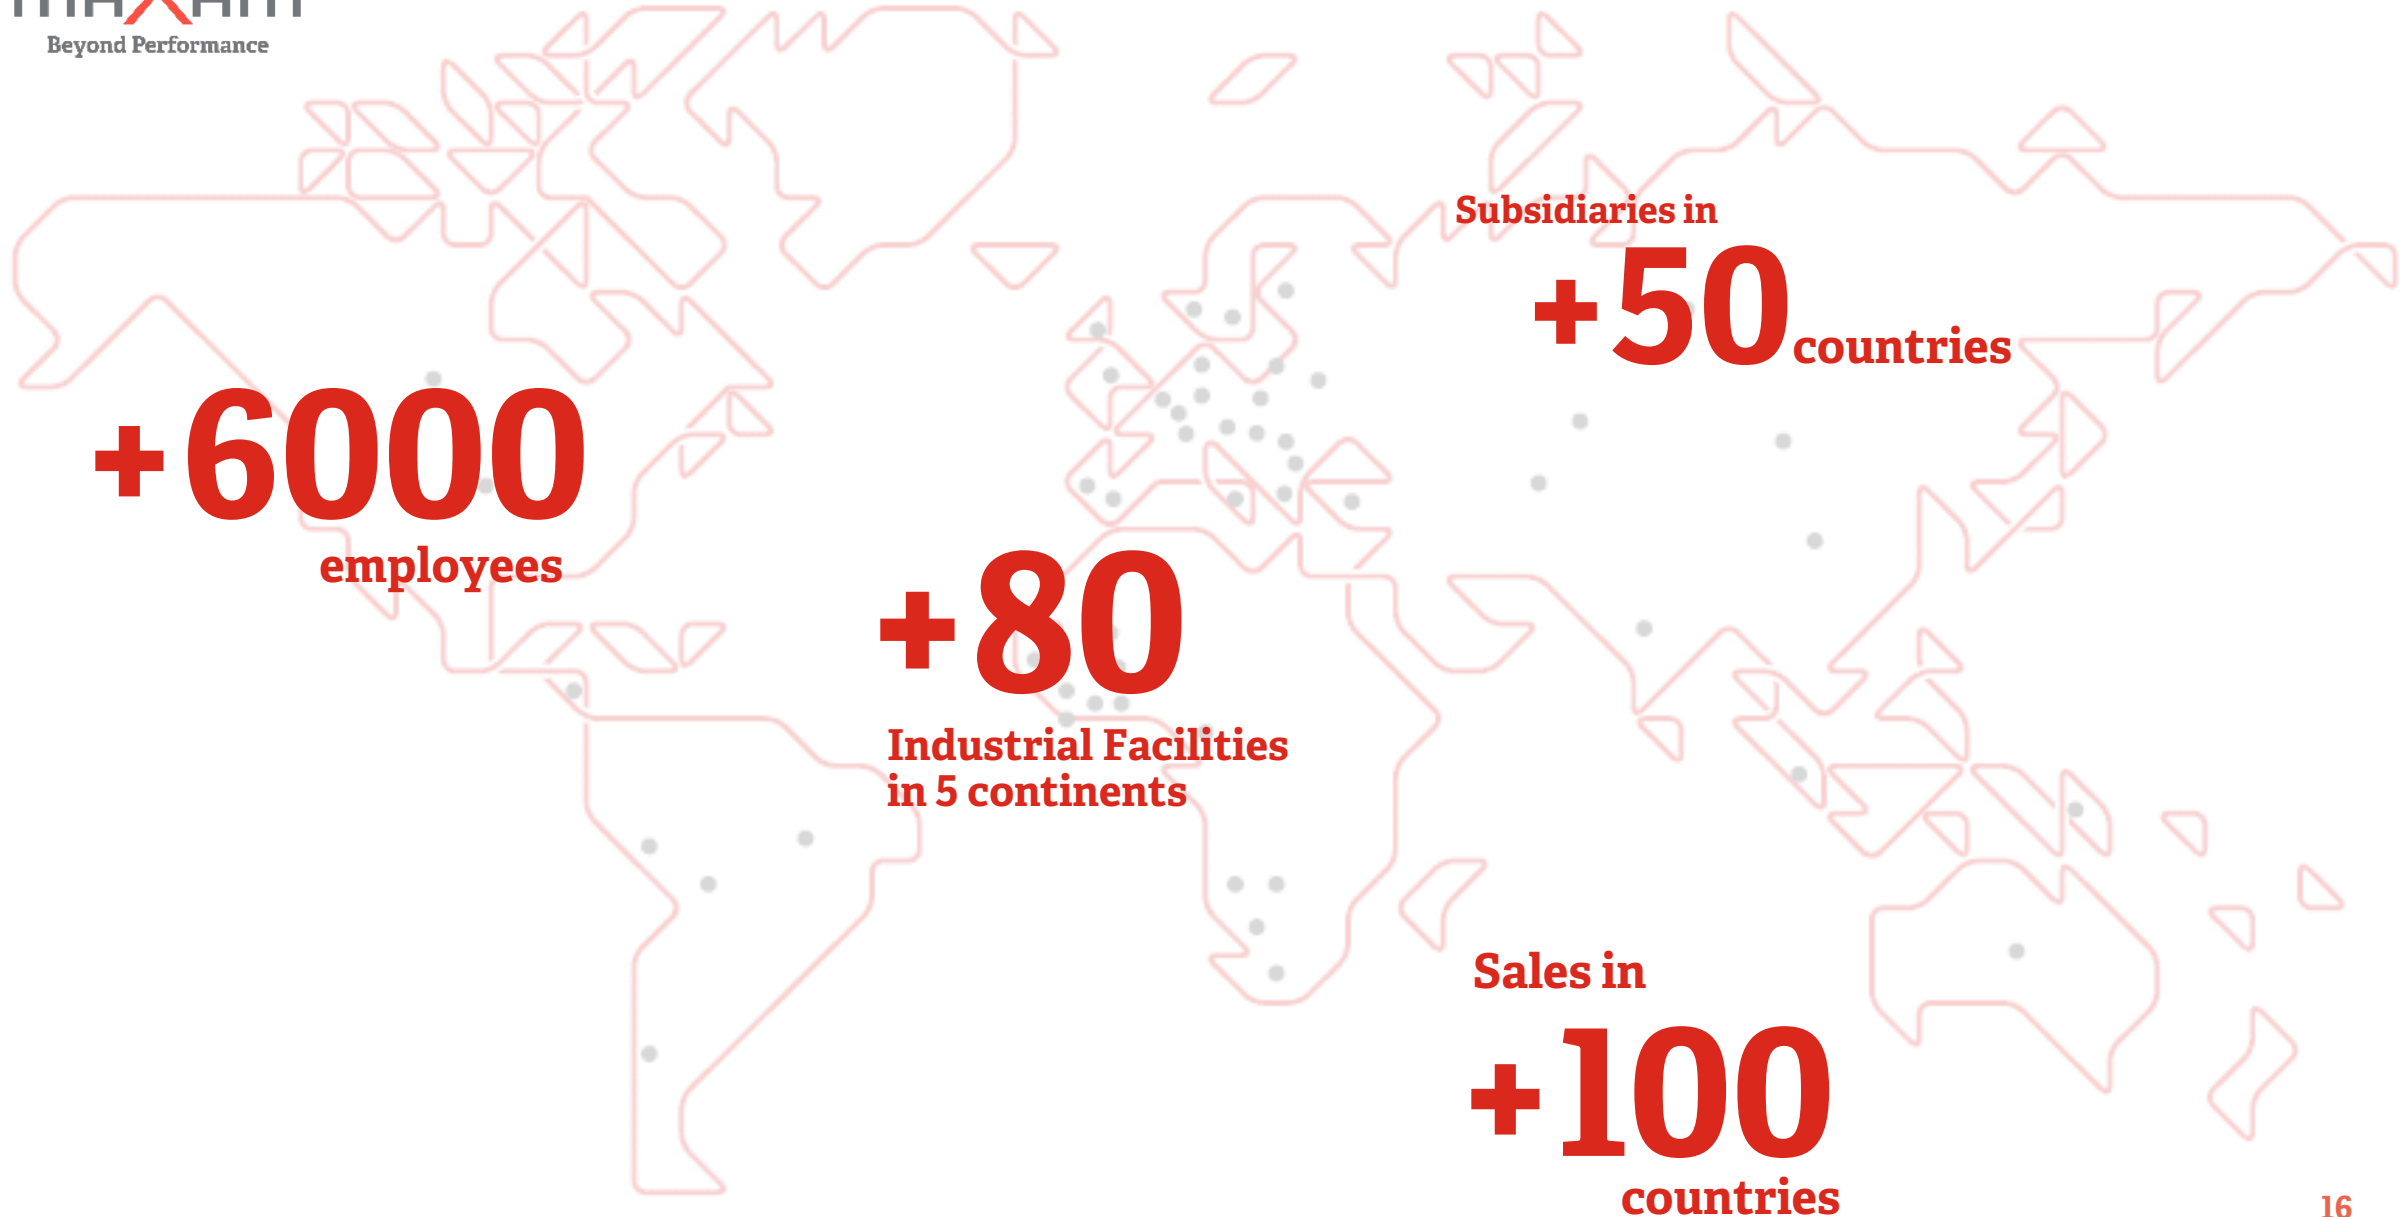 maxam
Beyond Performance
Subsidiaries in
+50 countries
+6000
employees
+80
Industrial Facilities
in 5 continents
Sales in
+100
countries
16